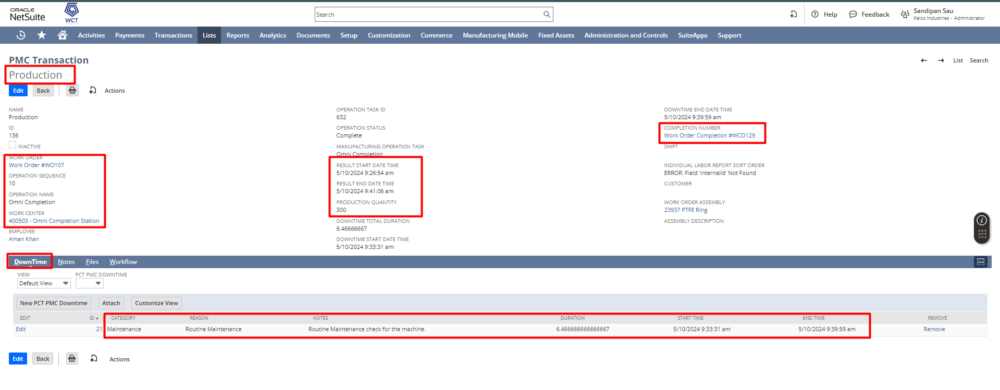 ORACLE
NetSuite
WCT
Search
Help
Feedback
Sandipan Sau
Kelco Industries - Administrator
Activities Payments Transactions Lists Reports Analytics Documents Setup Customization Commerce Manufacturing Mobile Fixed Assets Administration and Controls SuiteApps Support
PMC Transaction
List Search
Production
Edit Back Actions
NAME
Production
ID
136
INACTIVE
WORK ORDER
Work Order #WO107
OPERATION SEQUENCE
10
OPERATION NAME
Omni Completion
WORK CENTER
400503 - Omni Completion Station
EMPLOYEE
Aman Khan
OPERATION TASK ID
632
OPERATION STATUS
Complete
MANUFACTURING OPERATION TASK
Omni Completion
RESULT START DATE TIME
5/10/2024 9:26:54 am
RESULT END DATE TIME
5/10/2024 9:41:06 am
PRODUCTION QUANTITY
300
DOWNTIME TOTAL DURATION
6.46666667
DOWNTIME START DATE TIME
5/10/2024 9:33:31 am
DOWNTIME END DATE TIME
5/10/2024 9:39:59 am
COMPLETION NUMBER
Work Order Completion #WCO129
SHIFT
INDIVIDUAL LABOR REPORT SORT ORDER
ERROR: Field 'internalid' Not Found
CUSTOMER
WORK ORDER ASSEMBLY
23937 PTFE Ring
ASSEMBLY DESCRIPTION
DownTime Notes Files Workflow
VIEW PCT PMC DOWNTIME
Default View
New PCT PMC Downtime Attach Customize View
EDIT ID CATEGORY REASON NOTES DURATION START TIME END TIME REMOVE
Edit 21 Maintenance Routine Maintenance Routine Maintenance check for the machine. 6.466666666666667 5/10/2024 9:33:31 am 5/10/2024 9:39:59 am Remove
Edit Back Actions